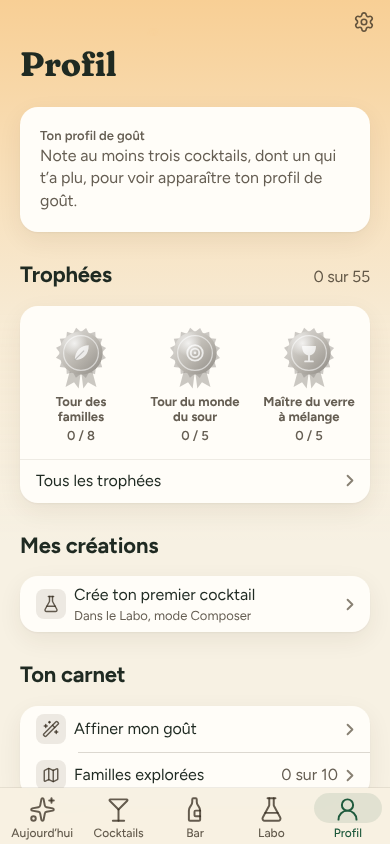 Profil
Ton profil de goût
Note au moins trois cocktails, dont un qui
t'a plu, pour voir apparaître ton profil de
goût.
Trophées
0 sur 55
Tour des
familles
0 / 8
Tour du monde
du sour
0 / 5
Maître du verre
à mélange
0 / 5
Tous les trophées
Mes créations
Crée ton premier cocktail
Dans le Labo, mode Composer
Ton carnet
Affiner mon goût
Familles explorées
0 sur 10
Aujourd'hui
Cocktails
Bar
Labo
Profil